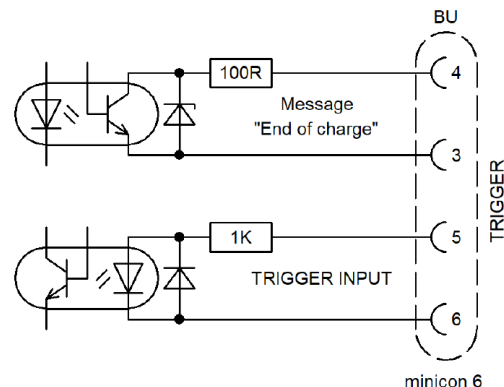 BU
100R
4
Message
"End of charge"
3
TRIGGER
1K
5
TRIGGER INPUT
6
minicon 6